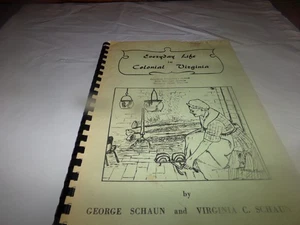 Everyday Life
in
Colonial Virginia
by
GEORGE SCHAUN and VIRGINIA C. SCHAUN